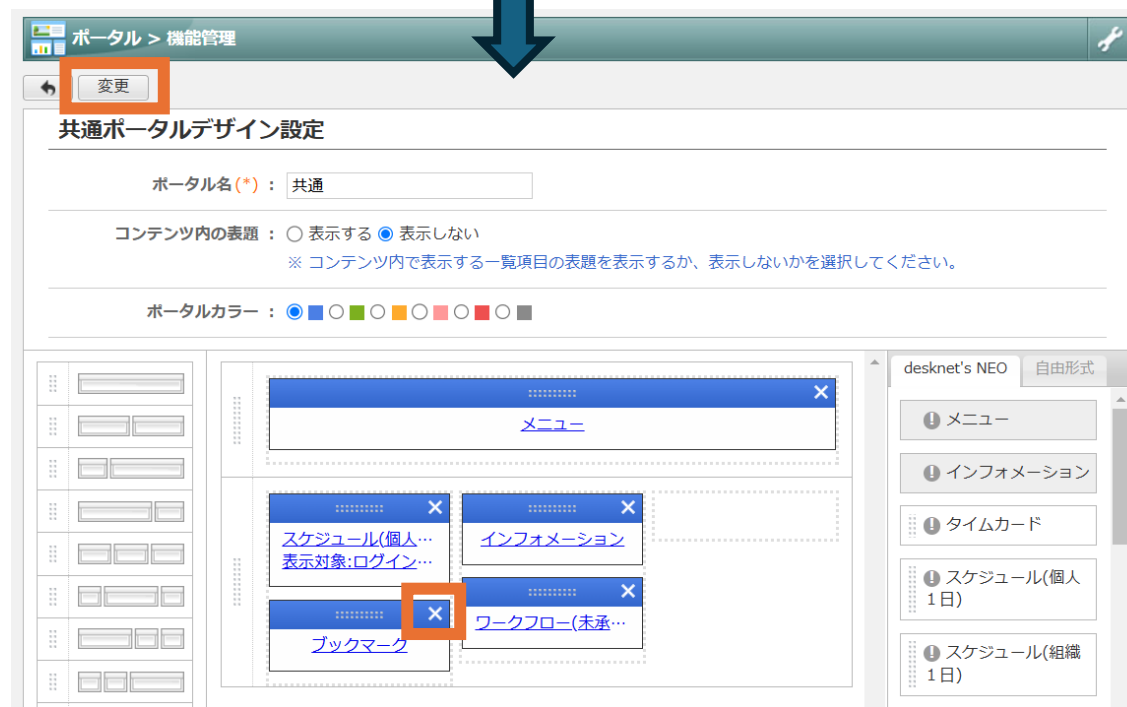 ポータル > 機能管理
変更
共通ポータルデザイン設定
ポータル名(*) : 共通
コンテンツ内の表題 : 表示する 表示しない
※ コンテンツ内で表示する一覧項目の表題を表示するか、表示しないかを選択してください。
ポータルカラー :
desknet's NEO 自由形式
メニュー
スケジュール(個人…
表示対象:ログイン…
ブックマーク
インフォメーション
ワークフロー(未承…
メニュー
インフォメーション
タイムカード
スケジュール(個人
1日)
スケジュール(組織
1日)